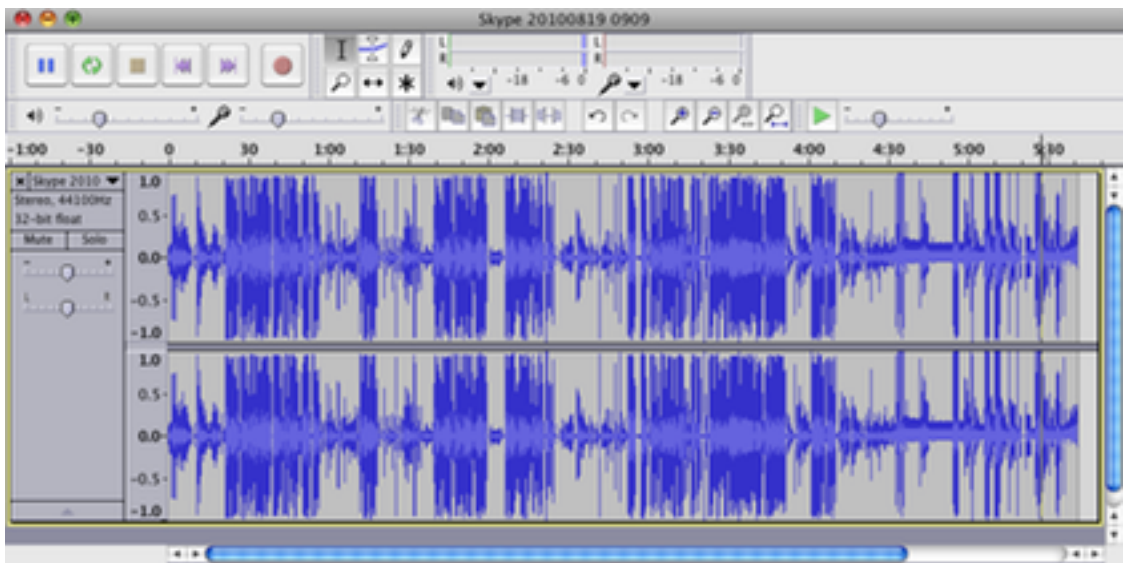 Skype 20100819 0909
L
R
L
R
-18 -6 0
-18 -6 0
-1:00 -30 0 30 1:00 1:30 2:00 2:30 3:00 3:30 4:00 4:30 5:00 5:30
Skype 2010
Stereo, 44100Hz
32-bit float
Mute Solo
L R
1.0
0.5
0.0
-0.5
-1.0
1.0
0.5
0.0
-0.5
-1.0